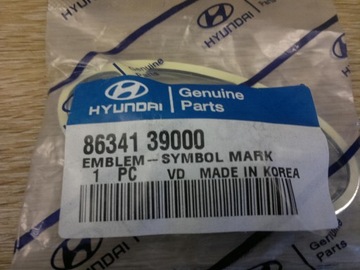 HYUNDAI
Genuine
Parts
86341 39000
EMBLEM-SYMBOL MARK
1 PC VD MADE IN KOREA